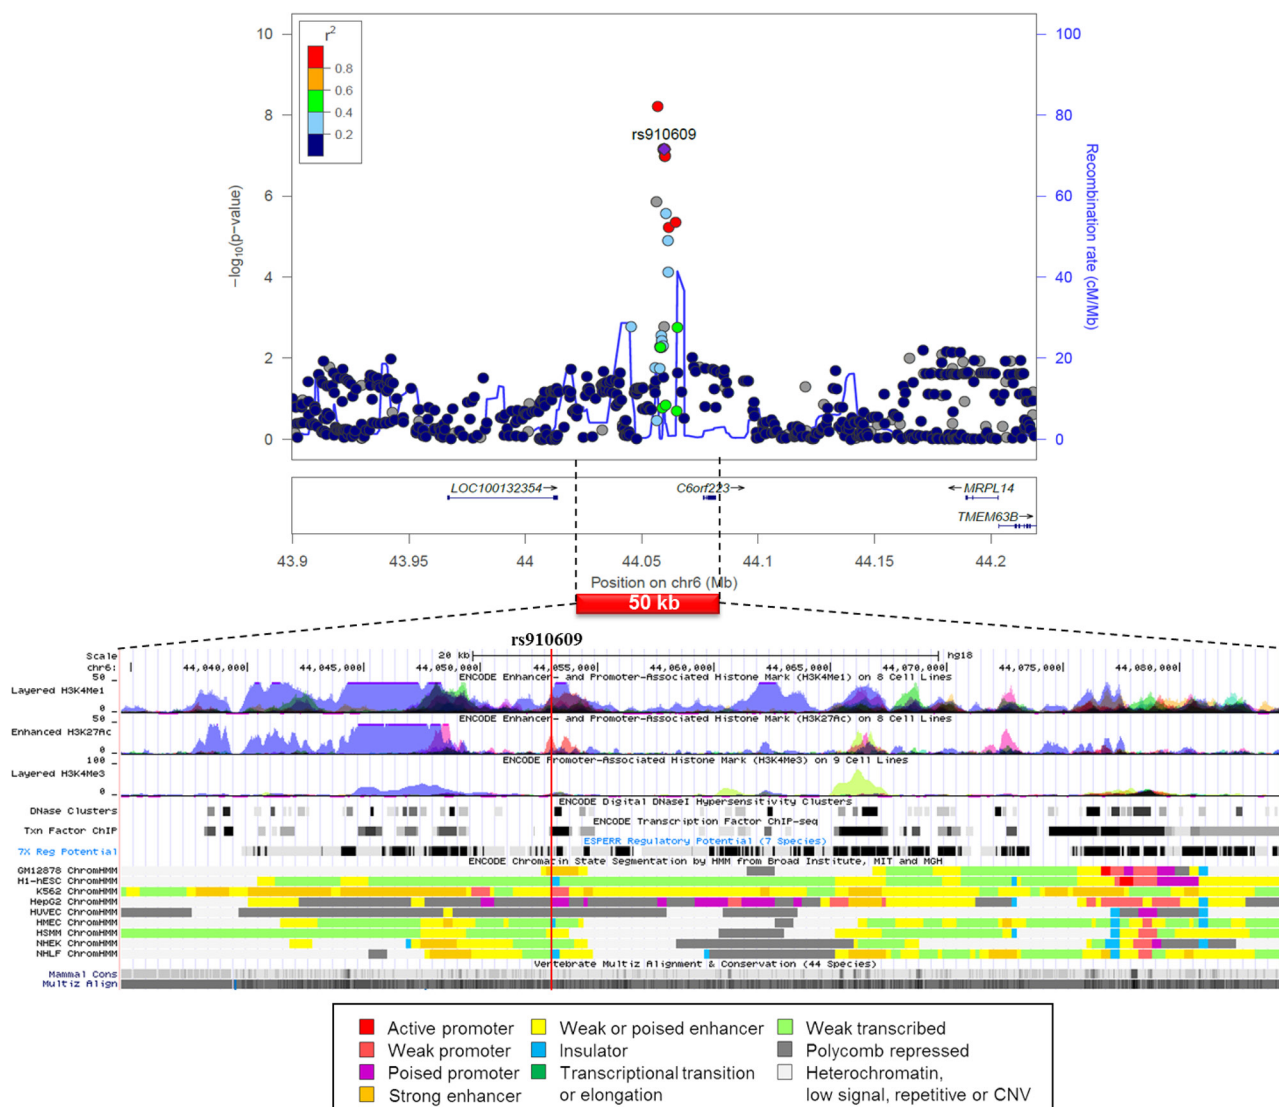 r2
0.8
0.6
0.4
0.2
10
8
6
4
2
0
−log10(p−value)
rs910609
100
80
60
40
20
0
Recombination rate (cM/Mb)
LOC100132354→
C6orf223→
←MRPL14
TMEM63B→
43.9 43.95 44 44.05 44.1 44.15 44.2
Position on chr6 (Mb)
50 kb
rs910609
Scale 20 kb hg18
chr6: 44,040,000 44,045,000 44,050,000 44,055,000 44,060,000 44,065,000 44,070,000 44,075,000 44,080,000
ENCODE Enhancer- and Promoter-Associated Histone Mark (H3K4Me1) on 8 Cell Lines
50
Layered H3K4Me1
0
ENCODE Enhancer- and Promoter-Associated Histone Mark (H3K27Ac) on 8 Cell Lines
50
Enhanced H3K27Ac
0
ENCODE Promoter-Associated Histone Mark (H3K4Me3) on 9 Cell Lines
100
Layered H3K4Me3
0
ENCODE Digital DNaseI Hypersensitivity Clusters
DNase Clusters
ENCODE Transcription Factor ChIP-seq
Txn Factor ChIP
ESPERR Regulatory Potential (7 Species)
7X Reg Potential
ENCODE Chromatin State Segmentation by HMM from Broad Institute, MIT and MGH
GM12878 ChromHMM
H1-hESC ChromHMM
K562 ChromHMM
HepG2 ChromHMM
HUVEC ChromHMM
HMEC ChromHMM
HSMM ChromHMM
NHEK ChromHMM
NHLF ChromHMM
Vertebrate Multiz Alignment & Conservation (44 Species)
Mammal Cons
Multiz Align
Active promoter
Weak promoter
Poised promoter
Strong enhancer
Weak or poised enhancer
Insulator
Transcriptional transition
or elongation
Weak transcribed
Polycomb repressed
Heterochromatin,
low signal, repetitive or CNV